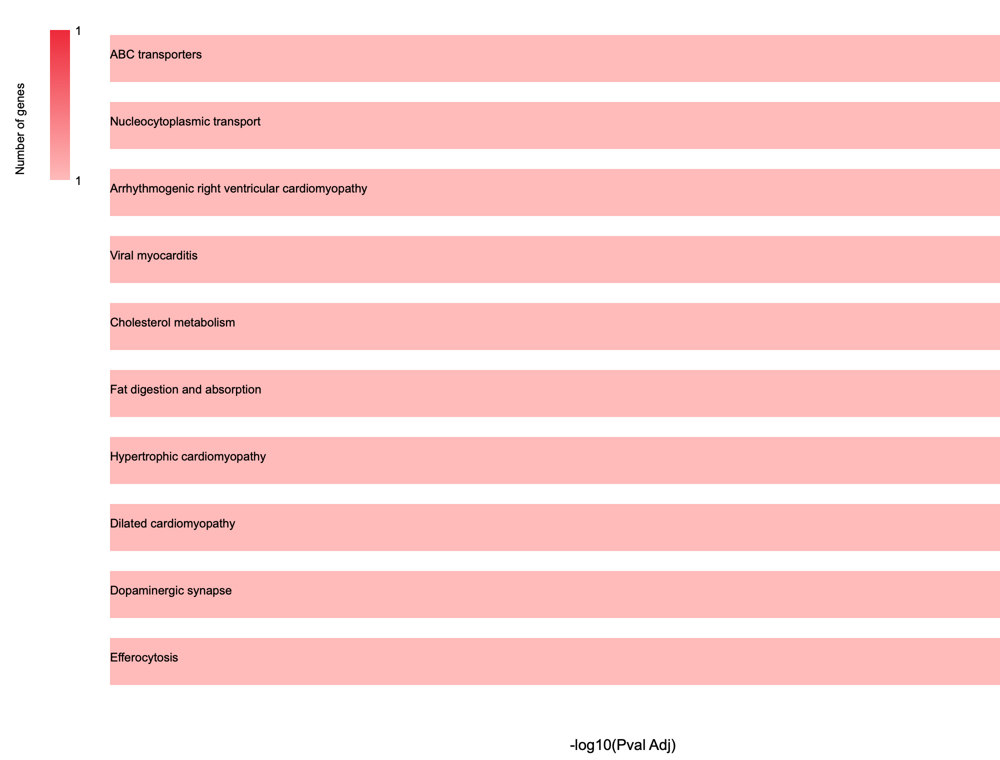 1
Number of genes
1
ABC transporters
Nucleocytoplasmic transport
Arrhythmogenic right ventricular cardiomyopathy
Viral myocarditis
Cholesterol metabolism
Fat digestion and absorption
Hypertrophic cardiomyopathy
Dilated cardiomyopathy
Dopaminergic synapse
Efferocytosis
-log10(Pval Adj)